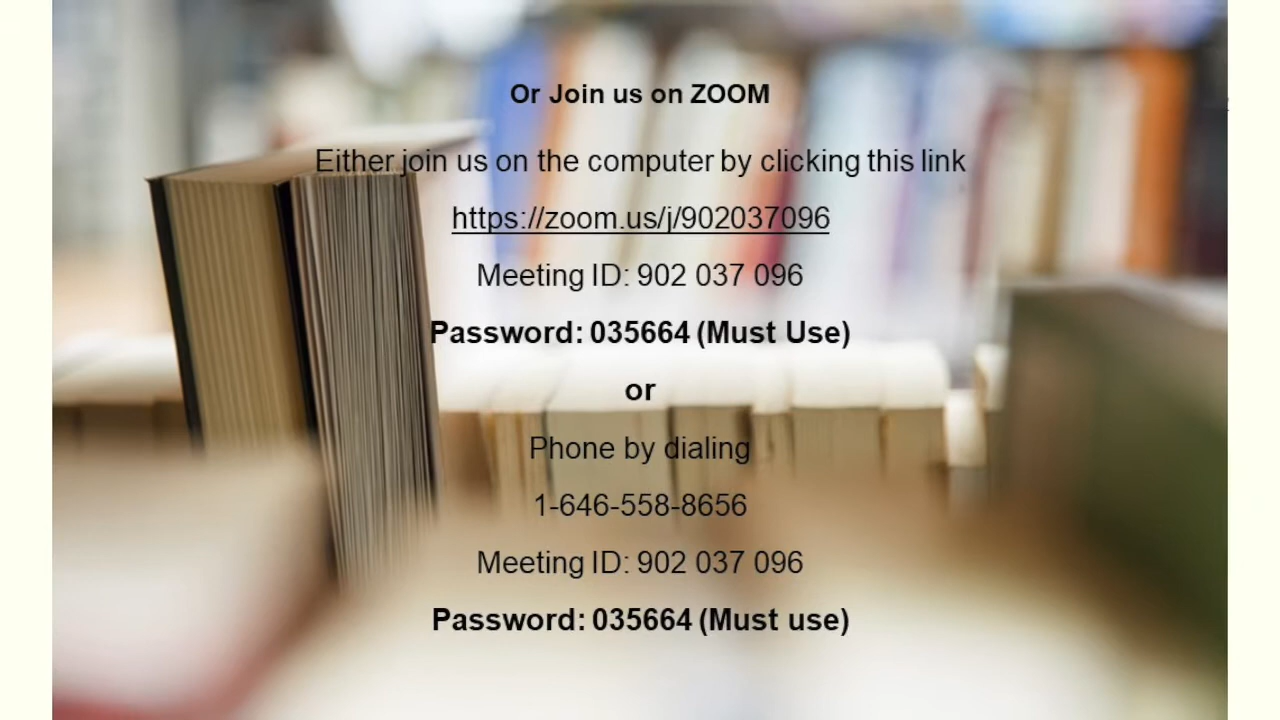 Or Join us on ZOOM
Either join us on the computer by clicking this link
https://zoom.us/j/902037096
Meeting ID: 902 037 096
Password: 035664 (Must Use)
or
Phone by dialing
1-646-558-8656
Meeting ID: 902 037 096
Password: 035664 (Must use)